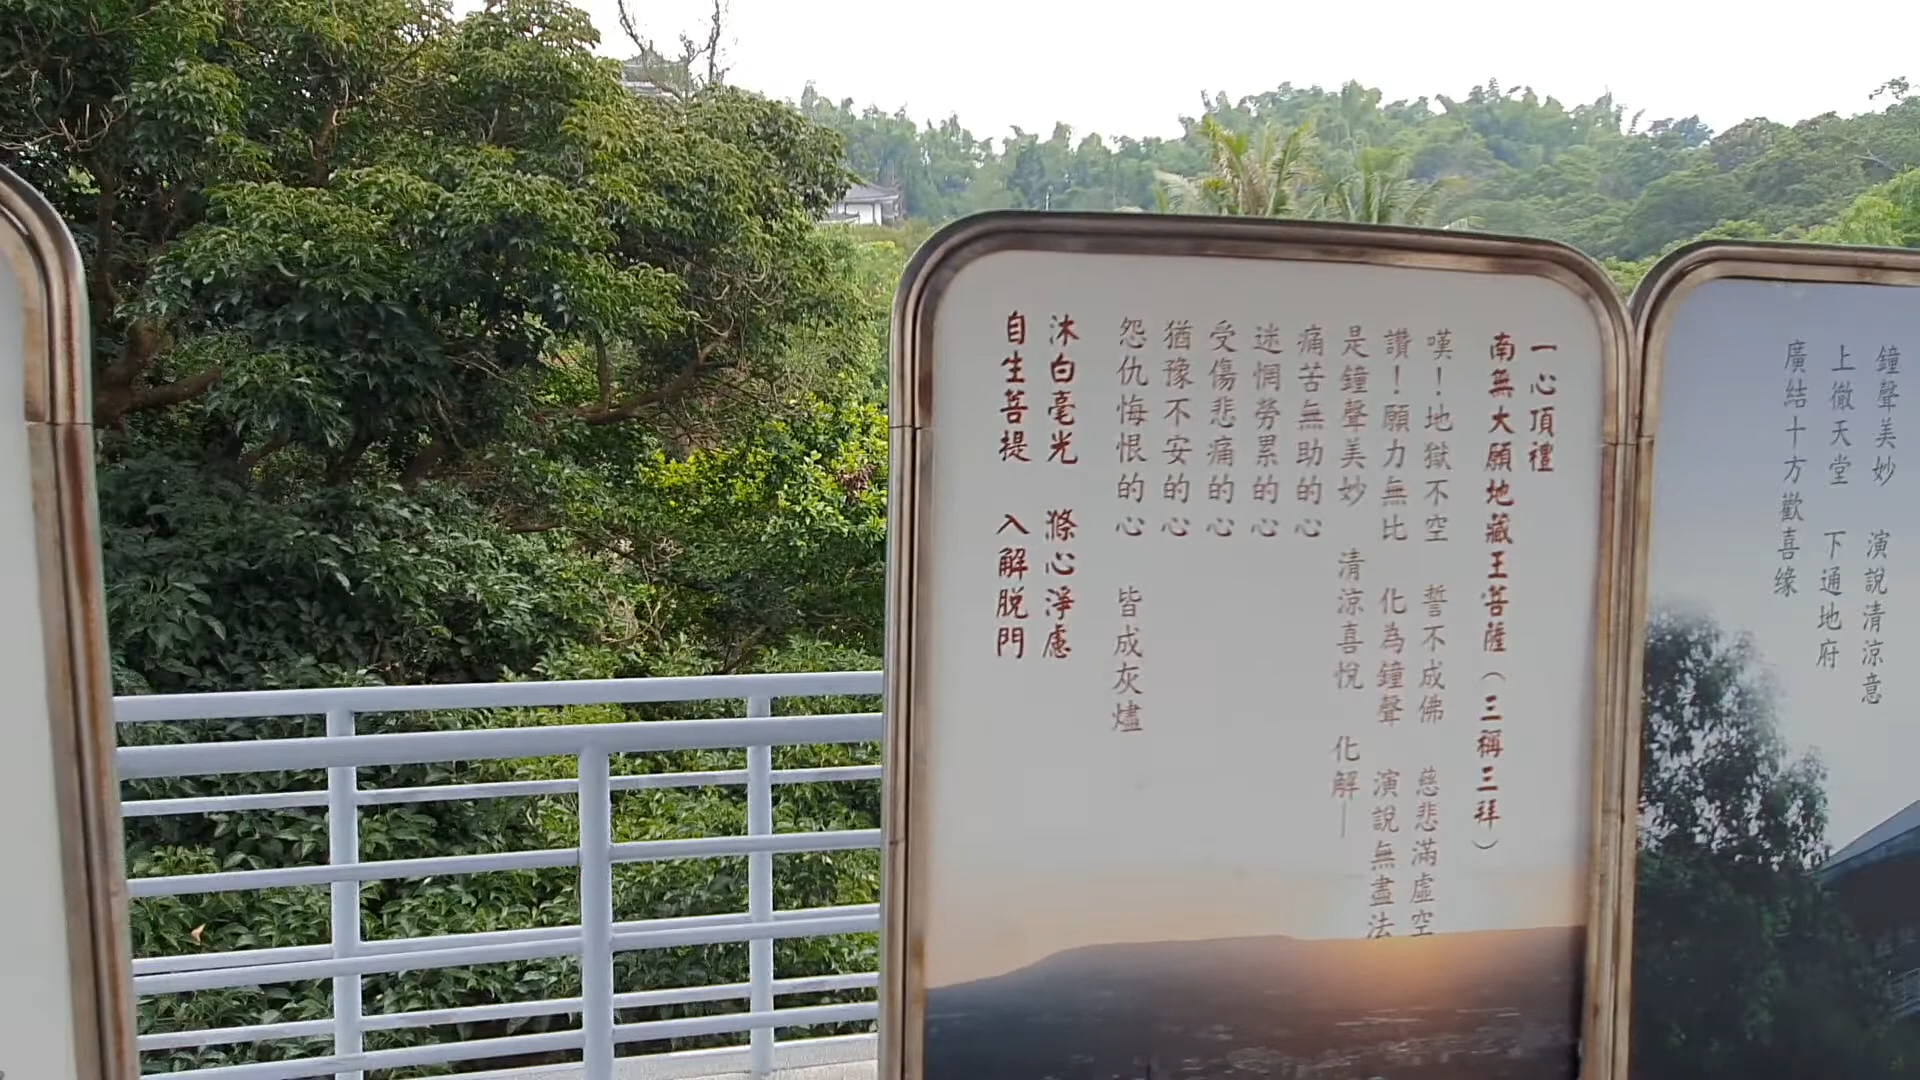 鐘聲美妙　演說清涼意
上徹天堂　下通地府
廣結十方歡喜缘
一心頂禮
南無大願地藏王菩薩（三稱三拜）
嘆！地獄不空　誓不成佛　慈悲滿虛空
讚！願力無比　化為鐘聲　演說無盡法
是鐘聲美妙　清涼喜悅　化解——
痛苦無助的心
迷惘勞累的心
受傷悲痛的心
猶豫不安的心
怨仇悔恨的心　皆成灰燼
沐白毫光　滌心淨慮
自生菩提　入解脱門